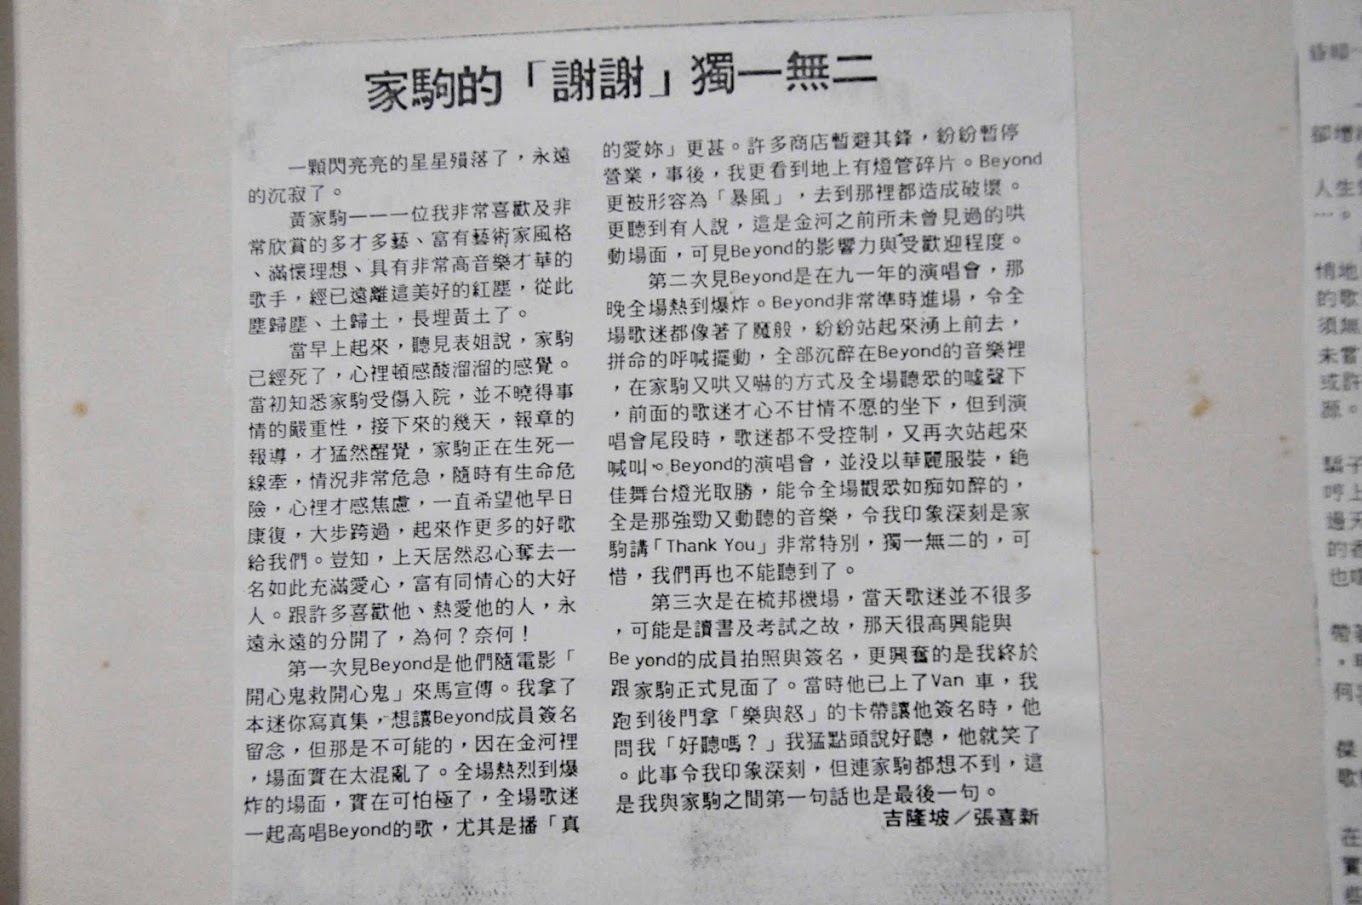 家駒的「謝謝」獨一無二
一顆閃亮亮的星星殞落了，永遠
的沉寂了。
黃家駒一一一位我非常喜歡及非
常欣賞的多才多藝、富有藝術家風格
、滿懷理想、具有非常高音樂才華的
歌手，經已遠離這美好的紅塵，從此
塵歸塵、土歸土，長埋黃土了。
當早上起來，聽見表姐說，家駒
已經死了，心裡頓感酸溜溜的感覺。
當初知悉家駒受傷入院，並不曉得事
情的嚴重性，接下來的幾天，報章的
報導，才猛然醒覺，家駒正在生死一
線牽，情況非常危急，隨時有生命危
險，心裡才感焦慮，一直希望他早日
康復，大步跨過，起來作更多的好歌
給我們。豈知，上天居然忍心奪去一
名如此充滿愛心，富有同情心的大好
人。跟許多喜歡他、熱愛他的人，永
遠永遠的分開了，為何？奈何！
第一次見Beyond是他們隨電影「
開心鬼救開心鬼」來馬宣傳。我拿了
本迷你寫真集，想讓Beyond成員簽名
留念，但那是不可能的，因在金河裡
，場面實在太混亂了。全場熱烈到爆
炸的場面，實在可怕極了，全場歌迷
一起高唱Beyond的歌，尤其是播「真
的愛妳」更甚。許多商店暫避其鋒，紛紛暫停
營業，事後，我更看到地上有燈管碎片。Beyond
更被形容為「暴風」，去到那裡都造成破壞。
更聽到有人說，這是金河之前所未曾見過的哄
動場面，可見Beyond的影響力與受歡迎程度。
第二次見Beyond是在九一年的演唱會，那
晚全場熱到爆炸。Beyond非常準時進場，令全
場歌迷都像著了魔般，紛紛站起來湧上前去，
拼命的呼喊擺動，全部沉醉在Beyond的音樂裡
，在家駒又哄又嚇的方式及全場聽眾的噓聲下
，前面的歌迷才心不甘情不愿的坐下，但到演
唱會尾段時，歌迷都不受控制，又再次站起來
喊叫。Beyond的演唱會，並没以華麗服裝，絕
佳舞台燈光取勝，能令全場觀眾如痴如醉的，
全是那強勁又動聽的音樂，令我印象深刻是家
駒講「Thank You」非常特別，獨一無二的，可
惜，我們再也不能聽到了。
第三次是在梳邦機場，當天歌迷並不很多
，可能是讀書及考試之故，那天很高興能與
Beyond的成員拍照與簽名，更興奮的是我終於
跟家駒正式見面了。當時他已上了Van 車，我
跑到後門拿「樂與怒」的卡帶讓他簽名時，他
問我「好聽嗎？」我猛點頭說好聽，他就笑了
。此事令我印象深刻，但連家駒都想不到，這
是我與家駒之間第一句話也是最後一句。
吉隆坡／張喜新
人生
情地
的歌
須無
未嘗
或許
源。
騙子
哼上
過天
的香
也
帶著
何
傑
歌
在
實
些